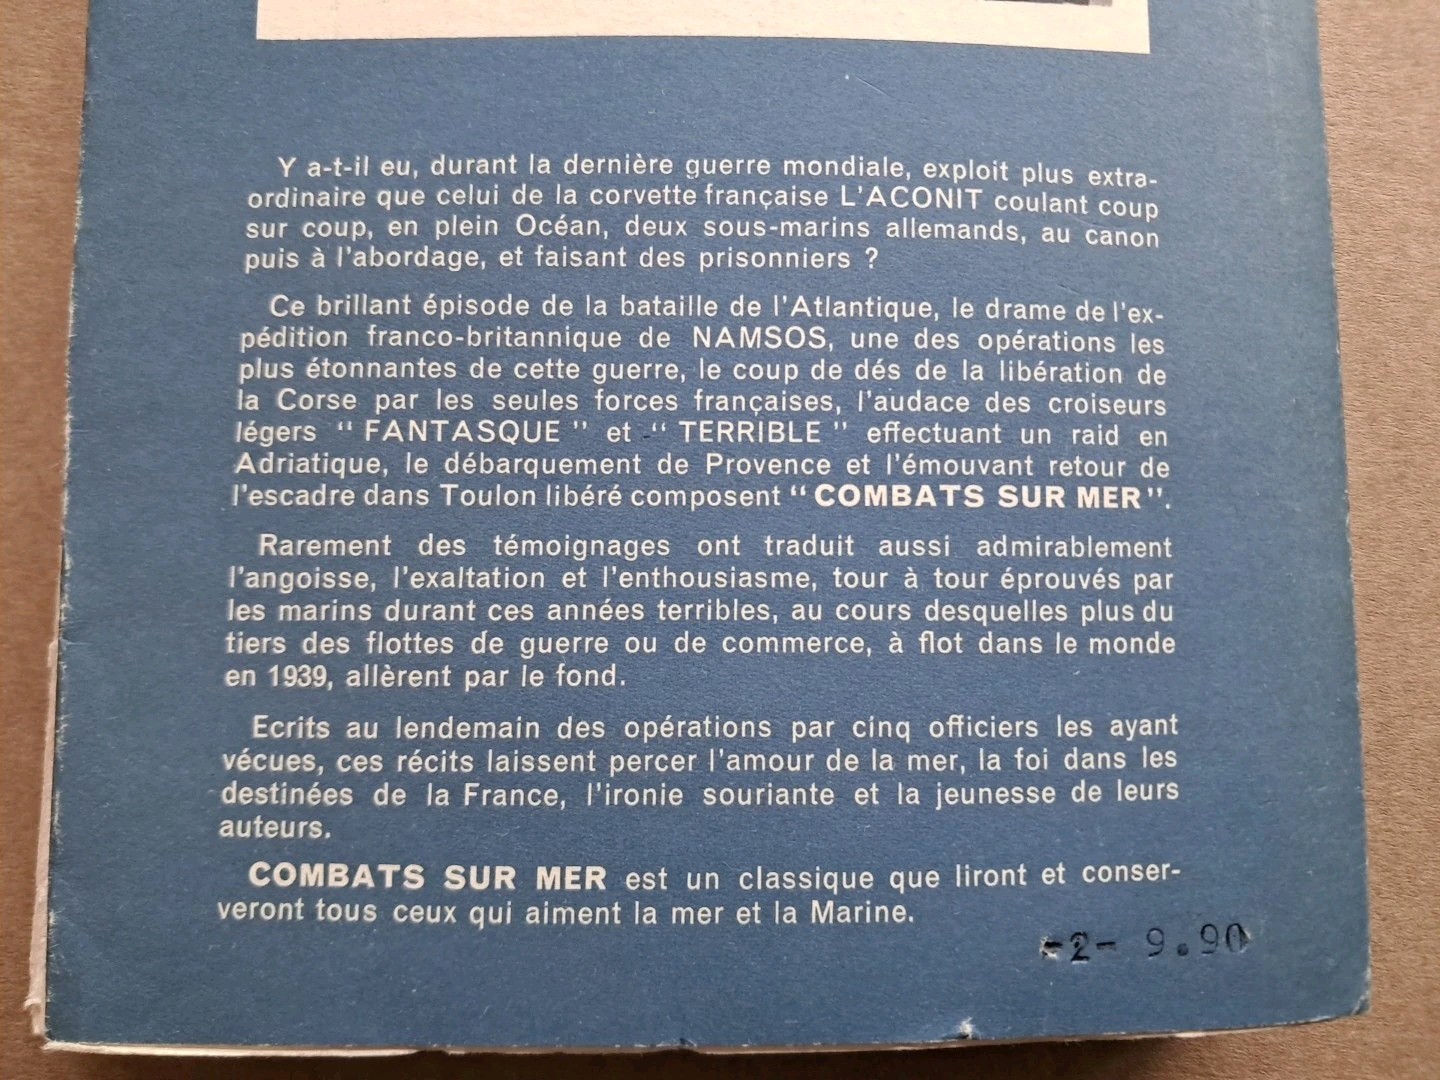 Y a-t-il eu, durant la dernière guerre mondiale, exploit plus extra-
ordinaire que celui de la corvette française L'ACONIT coulant coup
sur coup, en plein Océan, deux sous-marins allemands, au canon
puis à l'abordage, et faisant des prisonniers ?
Ce brillant épisode de la bataille de l'Atlantique, le drame de l'ex-
pédition franco-britannique de NAMSOS, une des opérations les
plus étonnantes de cette guerre, le coup de dés de la libération de
la Corse par les seules forces françaises, l'audace des croiseurs
légers " FANTASQUE " et " TERRIBLE " effectuant un raid en
Adriatique, le débarquement de Provence et l'émouvant retour de
l'escadre dans Toulon libéré composent " COMBATS SUR MER ".
Rarement des témoignages ont traduit aussi admirablement
l'angoisse, l'exaltation et l'enthousiasme, tour à tour éprouvés par
les marins durant ces années terribles, au cours desquelles plus du
tiers des flottes de guerre ou de commerce, à flot dans le monde
en 1939, allèrent par le fond.
Ecrits au lendemain des opérations par cinq officiers les ayant
vécues, ces récits laissent percer l'amour de la mer, la foi dans les
destinées de la France, l'ironie souriante et la jeunesse de leurs
auteurs.
COMBATS SUR MER est un classique que liront et conser-
veront tous ceux qui aiment la mer et la Marine.
-2- 9.90